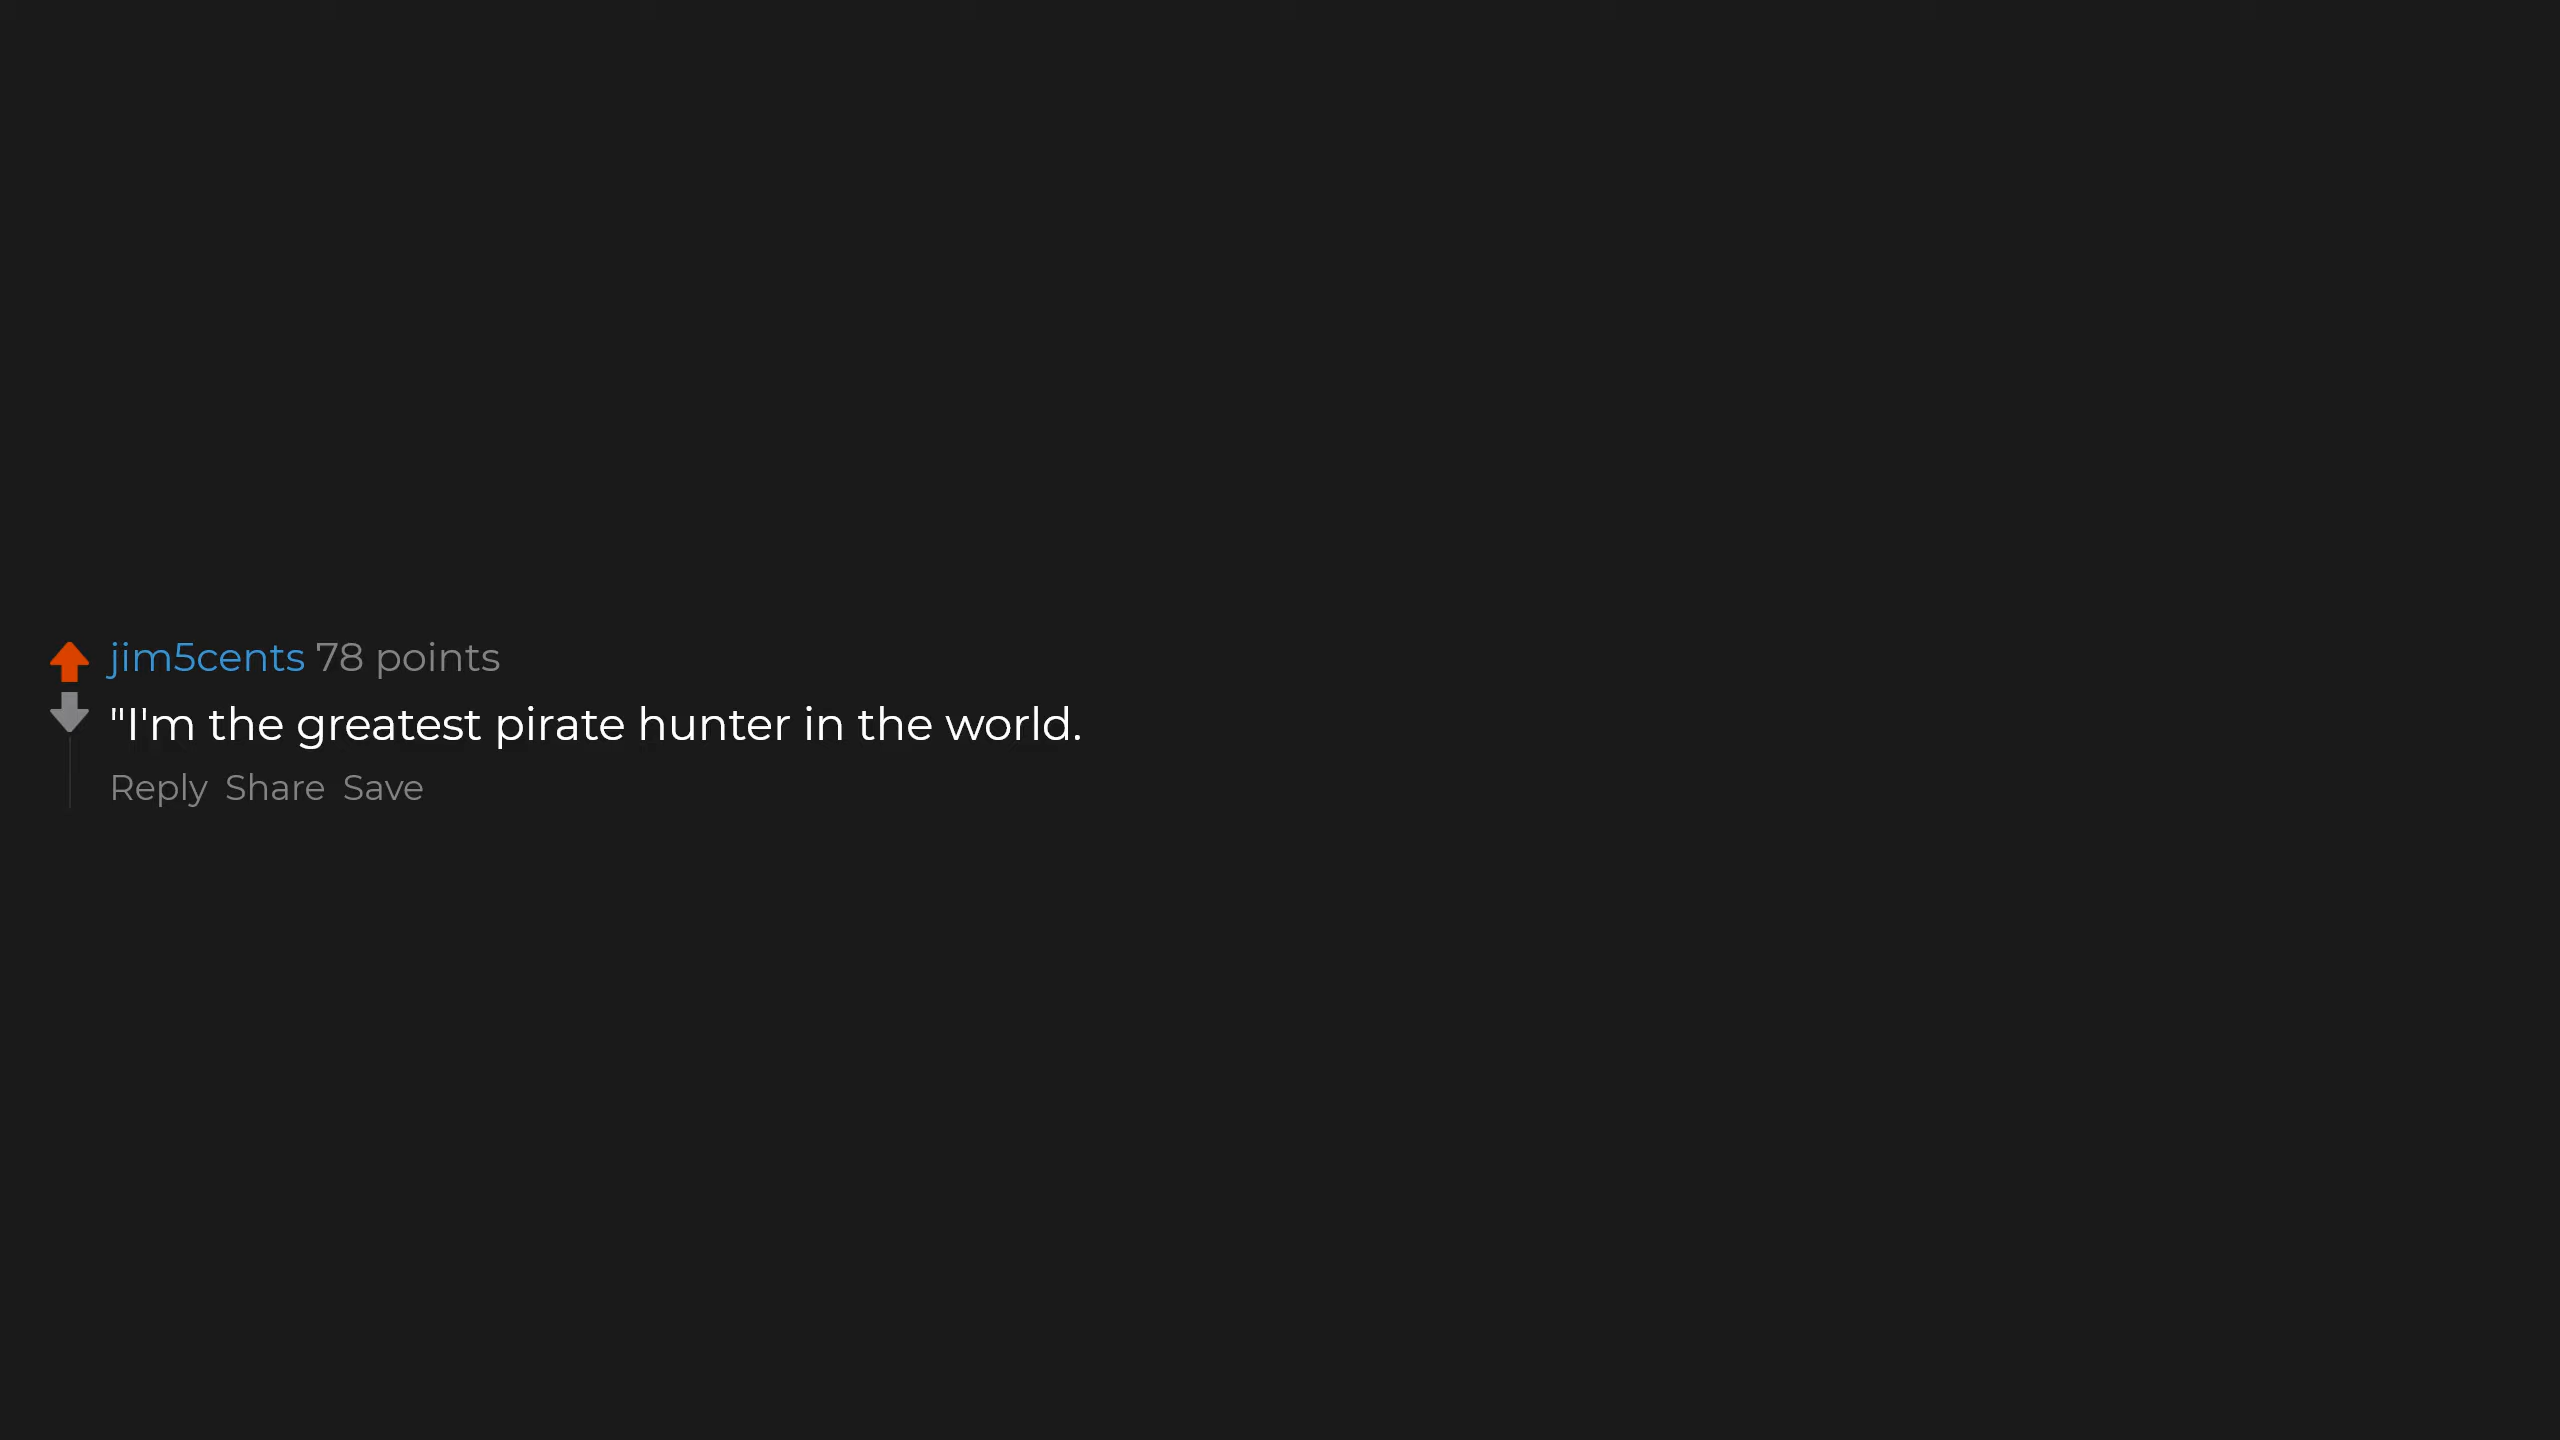 jim5cents 78 points
"I'm the greatest pirate hunter in the world.
Reply Share Save